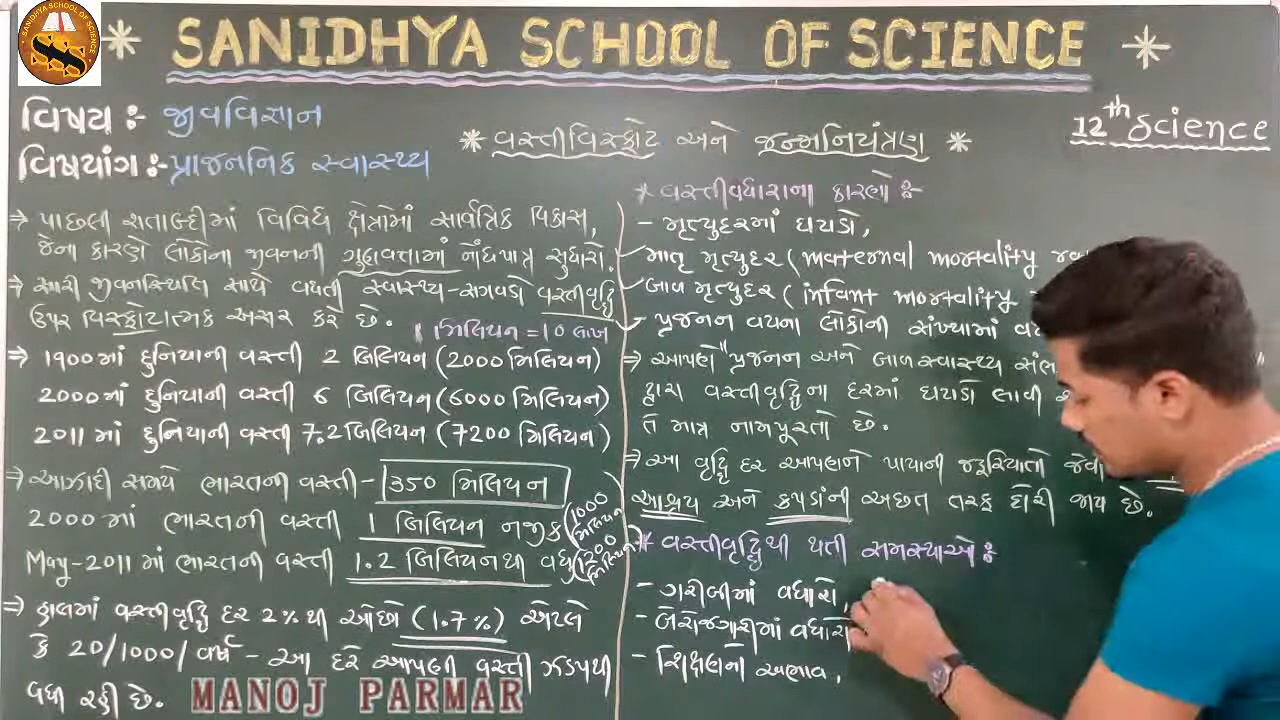 SANIDHYA SCHOOL OF SCIENCE
SANIDHYA SCHOOL OF SCIENCE
SSS
વિષય :- જીવવિજ્ઞાન
12th Science
* વસ્તીવિસ્ફોટ અને જન્મનિયંત્રણ *
વિષયાંગ :- પ્રાજનનિક સ્વાસ્થ્ય
⇒ પાછલી શતાબ્દીમાં વિવિધ ક્ષેત્રોમાં સાર્વત્રિક વિકાસ,
જેના કારણે લોકોના જીવનની ગુણવત્તામાં નોંધપાત્ર સુધારો.
⇒ સારી જીવનસ્થિતિ સાથે વધતી સ્વાસ્થ્ય-સગવડો વસ્તીવૃદ્ધિ
ઉપર વિસ્ફોટાત્મક અસર કરે છે.
1 મિલિયન = 10 લાખ
⇒ 1900માં દુનિયાની વસ્તી 2 બિલિયન (2000 મિલિયન)
2000માં દુનિયાની વસ્તી 6 બિલિયન (6000 મિલિયન)
2011માં દુનિયાની વસ્તી 7.2 બિલિયન (7200 મિલિયન)
⇒ આઝાદી સમયે ભારતની વસ્તી - 350 મિલિયન
2000માં ભારતની વસ્તી 1 બિલિયન નજીક (1000 મિલિયન)
May-2011માં ભારતની વસ્તી 1.2 બિલિયનથી વધુ (1200 મિલિયન)
⇒ હાલમાં વસ્તીવૃદ્ધિ દર 2% થી ઓછો (1.7%) એટલે
કે 20/1000/વર્ષ - આ દરે આપણી વસ્તી ઝડપથી
વધી રહી છે.
MANOJ PARMAR
* વસ્તીવધારાના કારણો :-
- મૃત્યુદરમાં ઘટાડો,
માતૃ મૃત્યુદર (maternal mortality
બાળ મૃત્યુદર (infant mortality
પ્રજનન વયના લોકોની સંખ્યામાં
⇒ આપણે "પ્રજનન અને બાળસ્વાસ્થ્ય
દ્વારા વસ્તીવૃદ્ધિના દરમાં ઘટાડો લાવી
તે માત્ર નામપૂરતો છે.
⇒ આ વૃદ્ધિ દર આપણને પાયાની જરૂરિયાતો જેવી
આશ્રય અને કપડાંની અછત તરફ દોરી જાય છે.
* વસ્તીવૃદ્ધિથી થતી સમસ્યાઓ :-
- ગરીબીમાં વધારો,
- બેરોજગારીમાં વધારો
- શિક્ષણનો અભાવ,